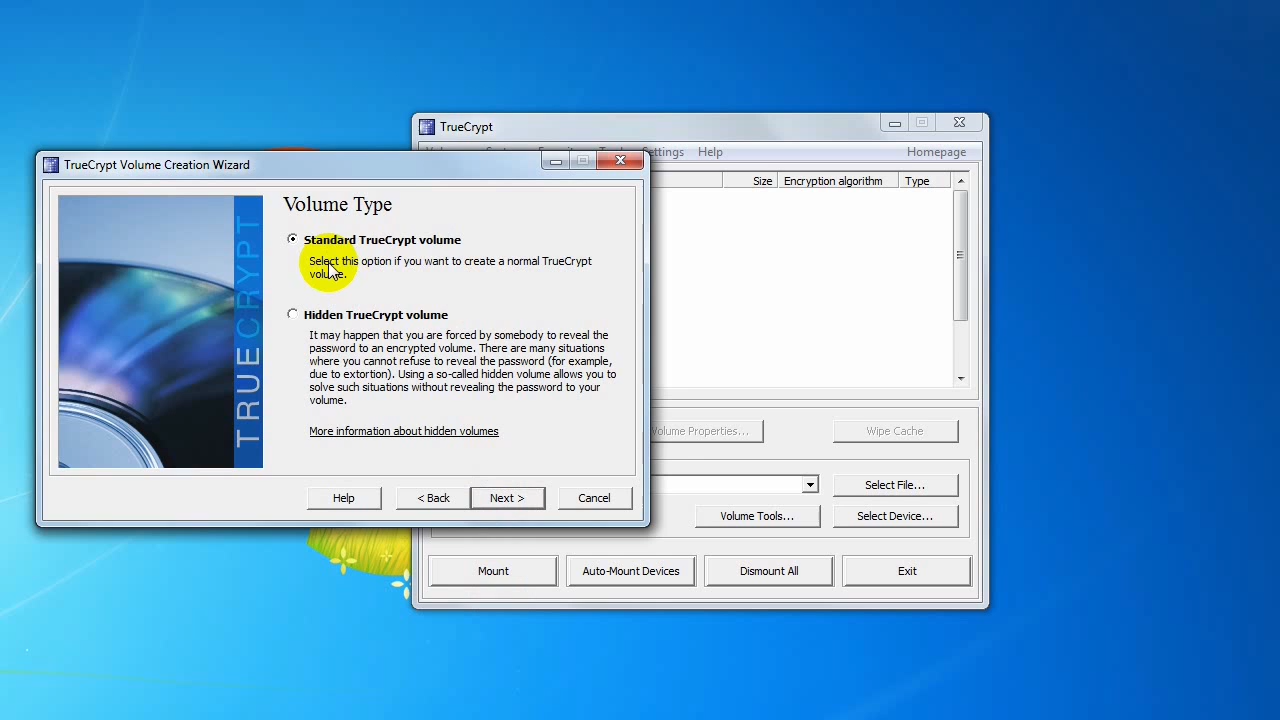 TrueCrypt
Settings Help Homepage
Size Encryption algorithm Type
Volume Properties... Wipe Cache
Select File...
Volume Tools... Select Device...
Mount Auto-Mount Devices Dismount All Exit
TrueCrypt Volume Creation Wizard
TRUECRYPT
Volume Type
Standard TrueCrypt volume
Select this option if you want to create a normal TrueCrypt
volume.
Hidden TrueCrypt volume
It may happen that you are forced by somebody to reveal the
password to an encrypted volume. There are many situations
where you cannot refuse to reveal the password (for example,
due to extortion). Using a so-called hidden volume allows you to
solve such situations without revealing the password to your
volume.
More information about hidden volumes
Help < Back Next > Cancel